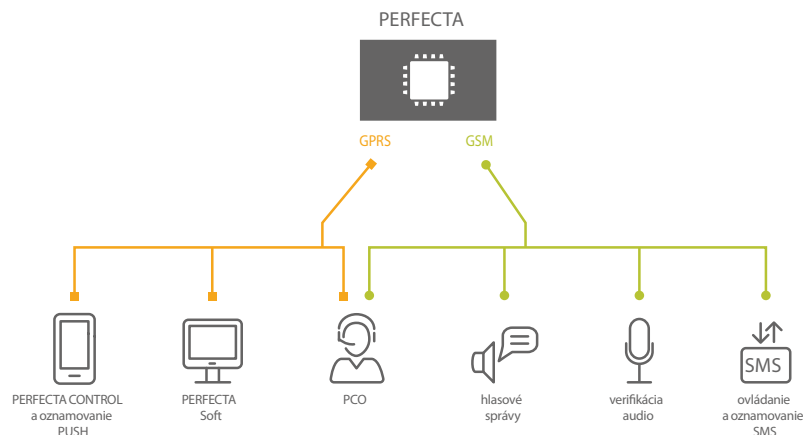 PERFECTA
GPRS
GSM
PERFECTA CONTROL
a oznamovanie
PUSH
PERFECTA
Soft
PCO
hlasové
správy
verifikácia
audio
SMS
ovládanie
a oznamovanie
SMS